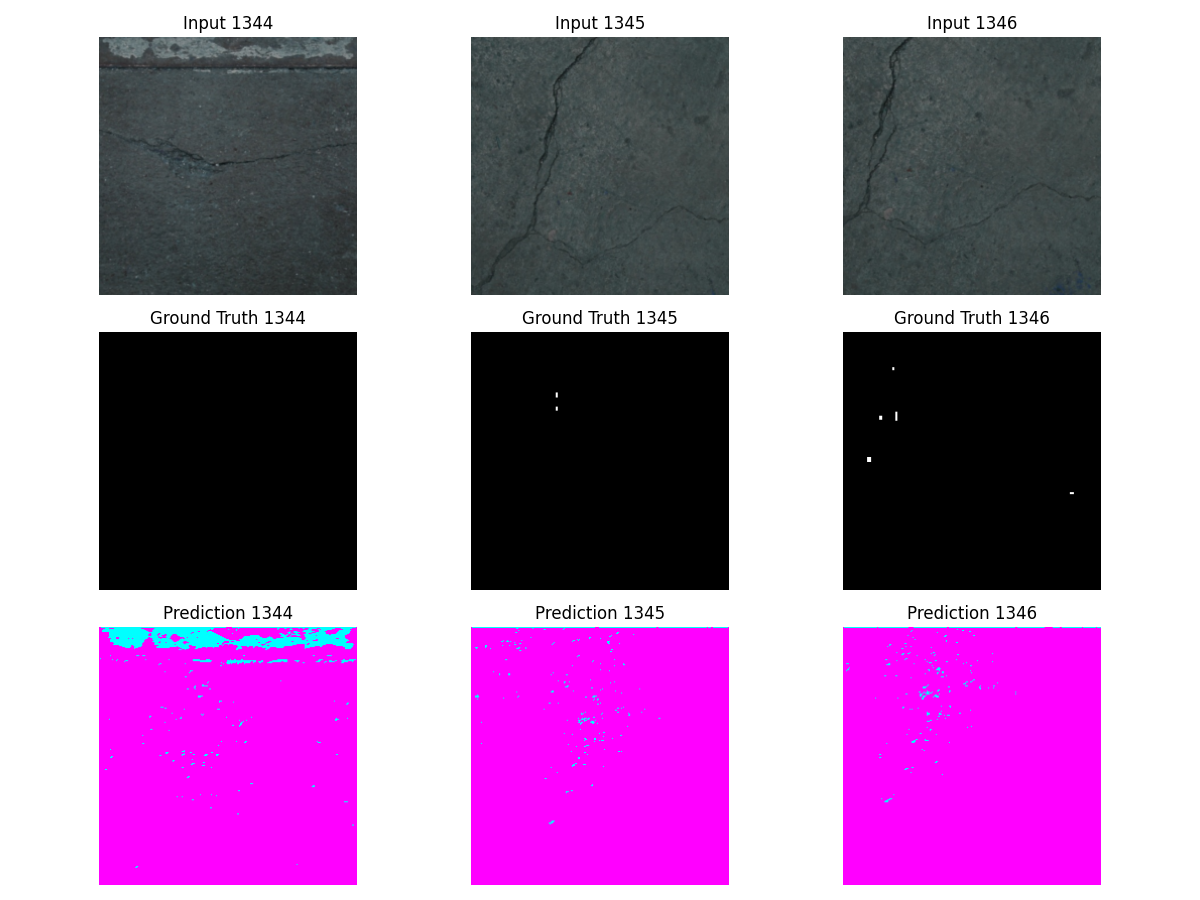 Input 1344
Input 1345
Input 1346
Ground Truth 1344
Ground Truth 1345
Ground Truth 1346
Prediction 1344
Prediction 1345
Prediction 1346